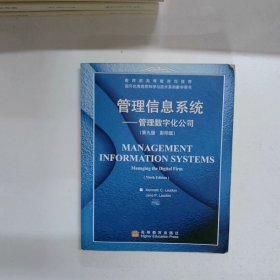 管理信息系统
——管理数字化公司
(第九版 影印版)
MANAGEMENT
INFORMATION SYSTEMS
Managing the Digital Firm
(Ninth Edition)
Kenneth C. Laudon
Jane P. Laudon
高等教育出版社
Higher Education Press